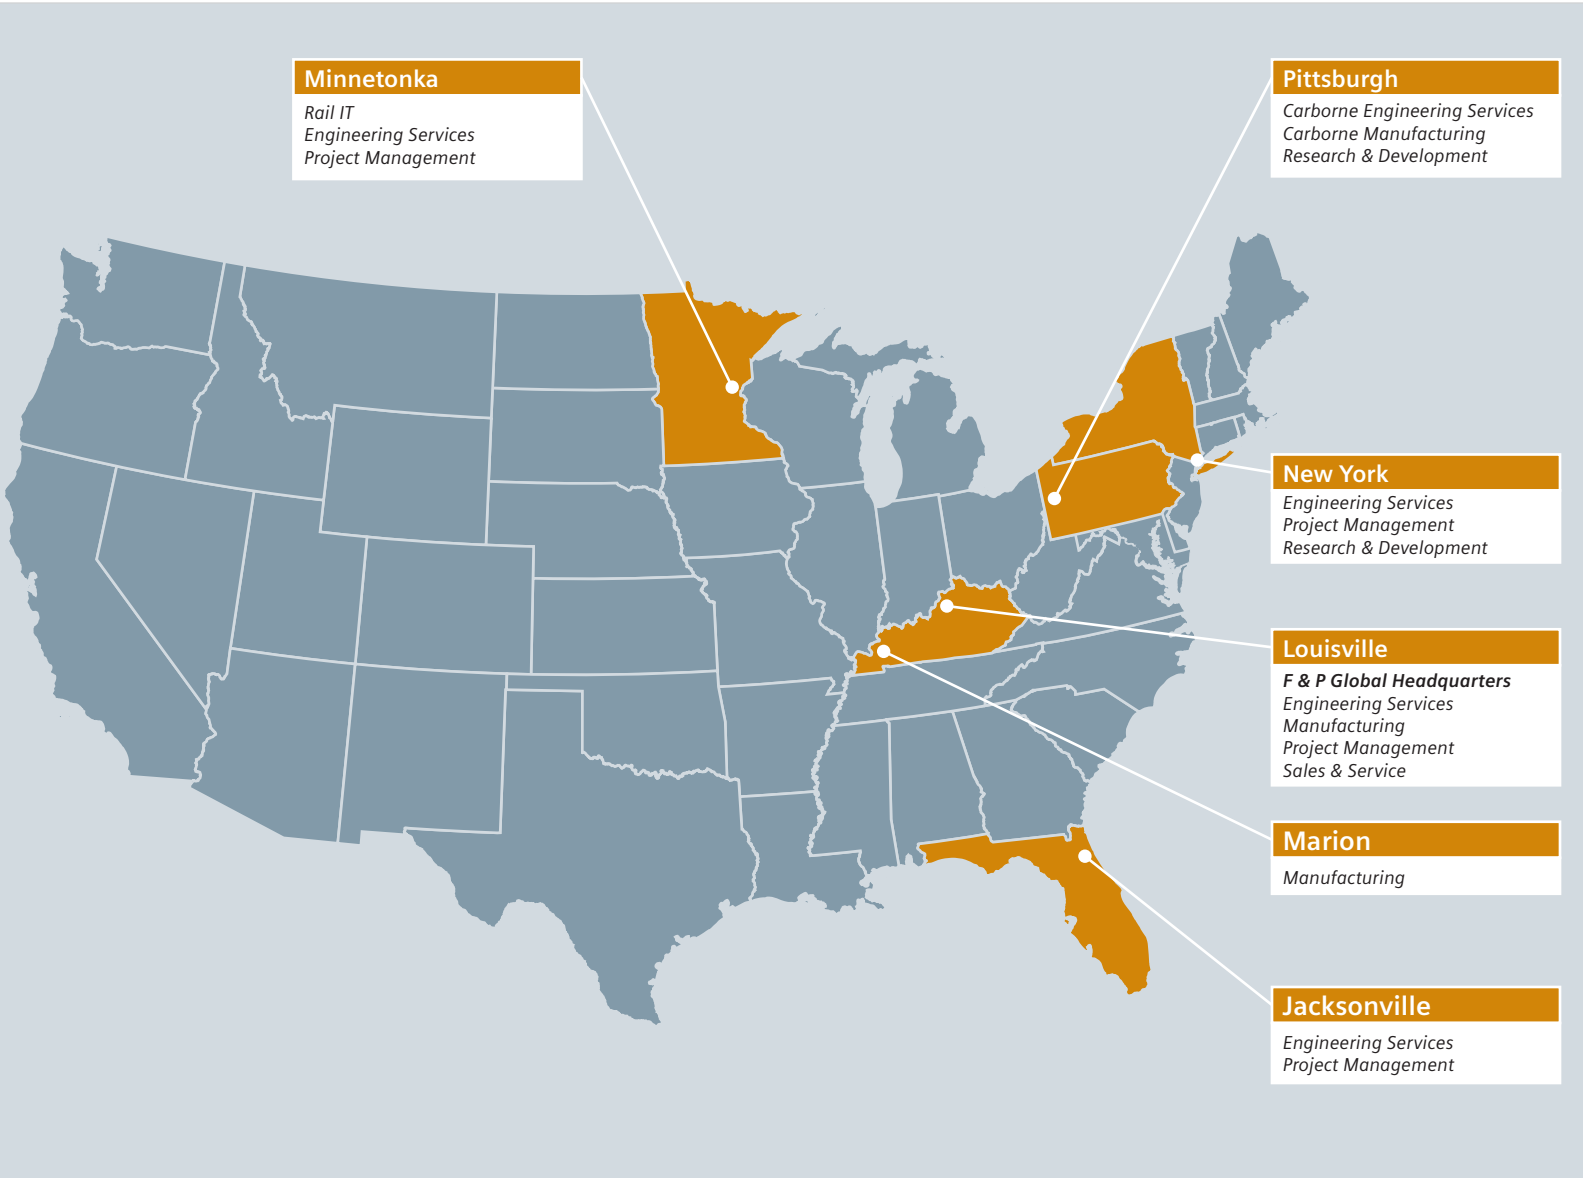 Minnetonka
Rail IT
Engineering Services
Project Management
Pittsburgh
Carborne Engineering Services
Carborne Manufacturing
Research & Development
New York
Engineering Services
Project Management
Research & Development
Louisville
F & P Global Headquarters
Engineering Services
Manufacturing
Project Management
Sales & Service
Marion
Manufacturing
Jacksonville
Engineering Services
Project Management